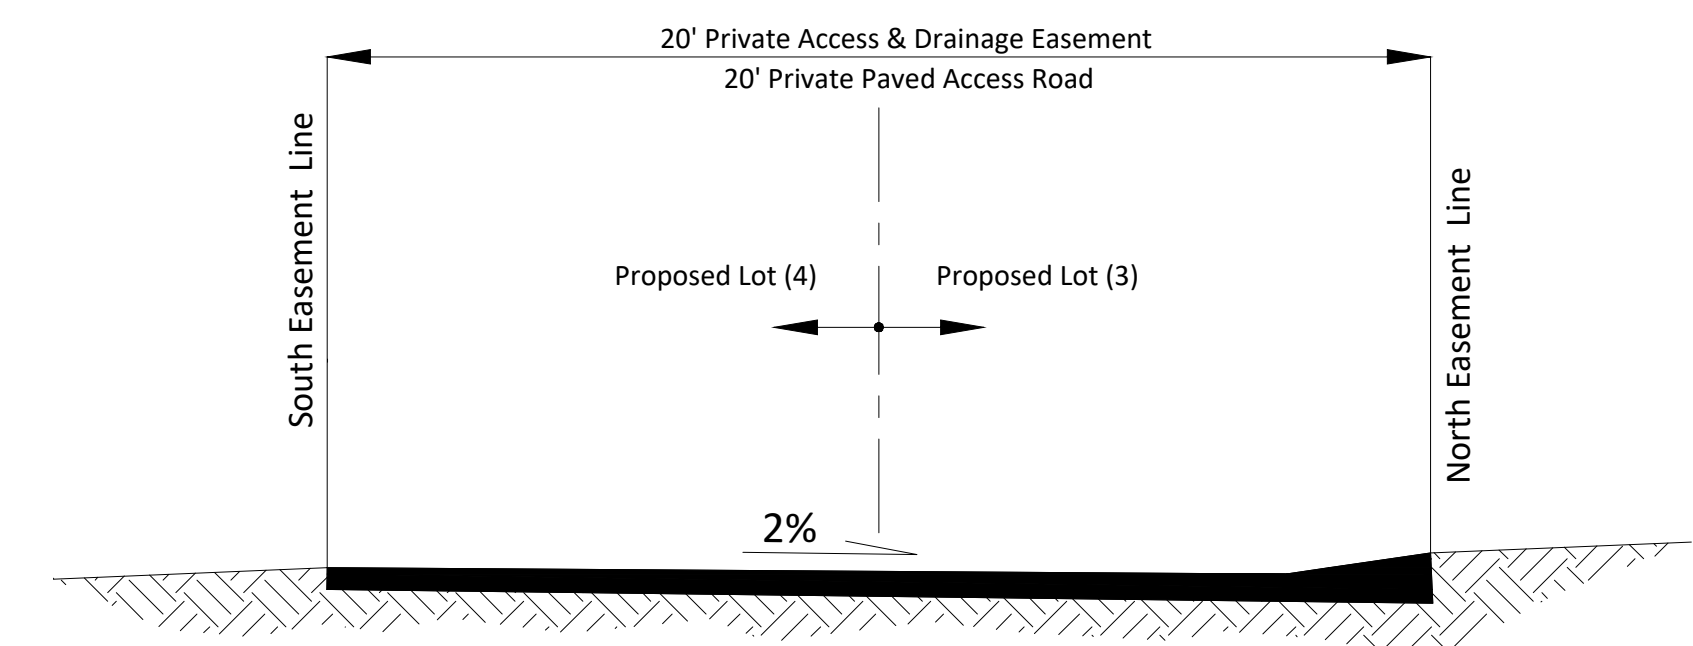 20' Private Access & Drainage Easement
20' Private Paved Access Road
South Easement Line
North Easement Line
Proposed Lot (4)
Proposed Lot (3)
2%